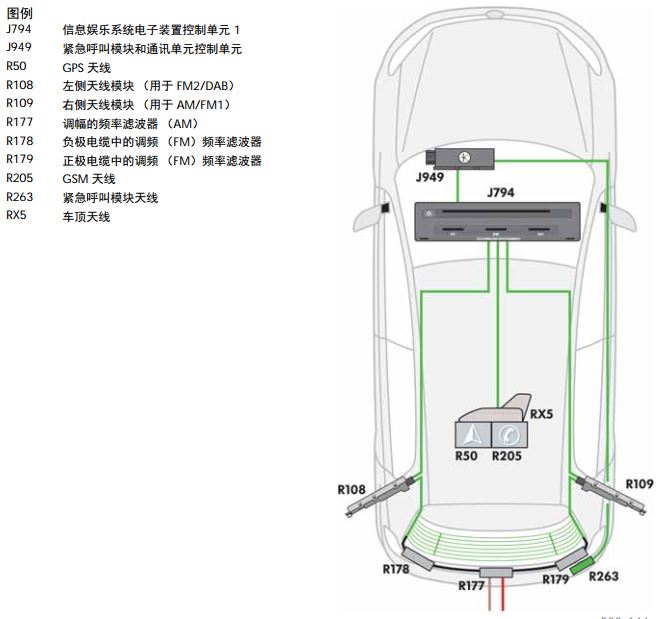 图例
J794 信息娱乐系统电子装置控制单元 1
J949 紧急呼叫模块和通讯单元控制单元
R50 GPS 天线
R108 左侧天线模块 （用于 FM2/DAB）
R109 右侧天线模块 （用于 AM/FM1）
R177 调幅的频率滤波器 （AM）
R178 负极电缆中的调频 （FM）频率滤波器
R179 正极电缆中的调频 （FM）频率滤波器
R205 GSM 天线
R263 紧急呼叫模块天线
RX5 车顶天线
J949
J794
RX5
R50 R205
R108
R109
R178
R177
R179
R263